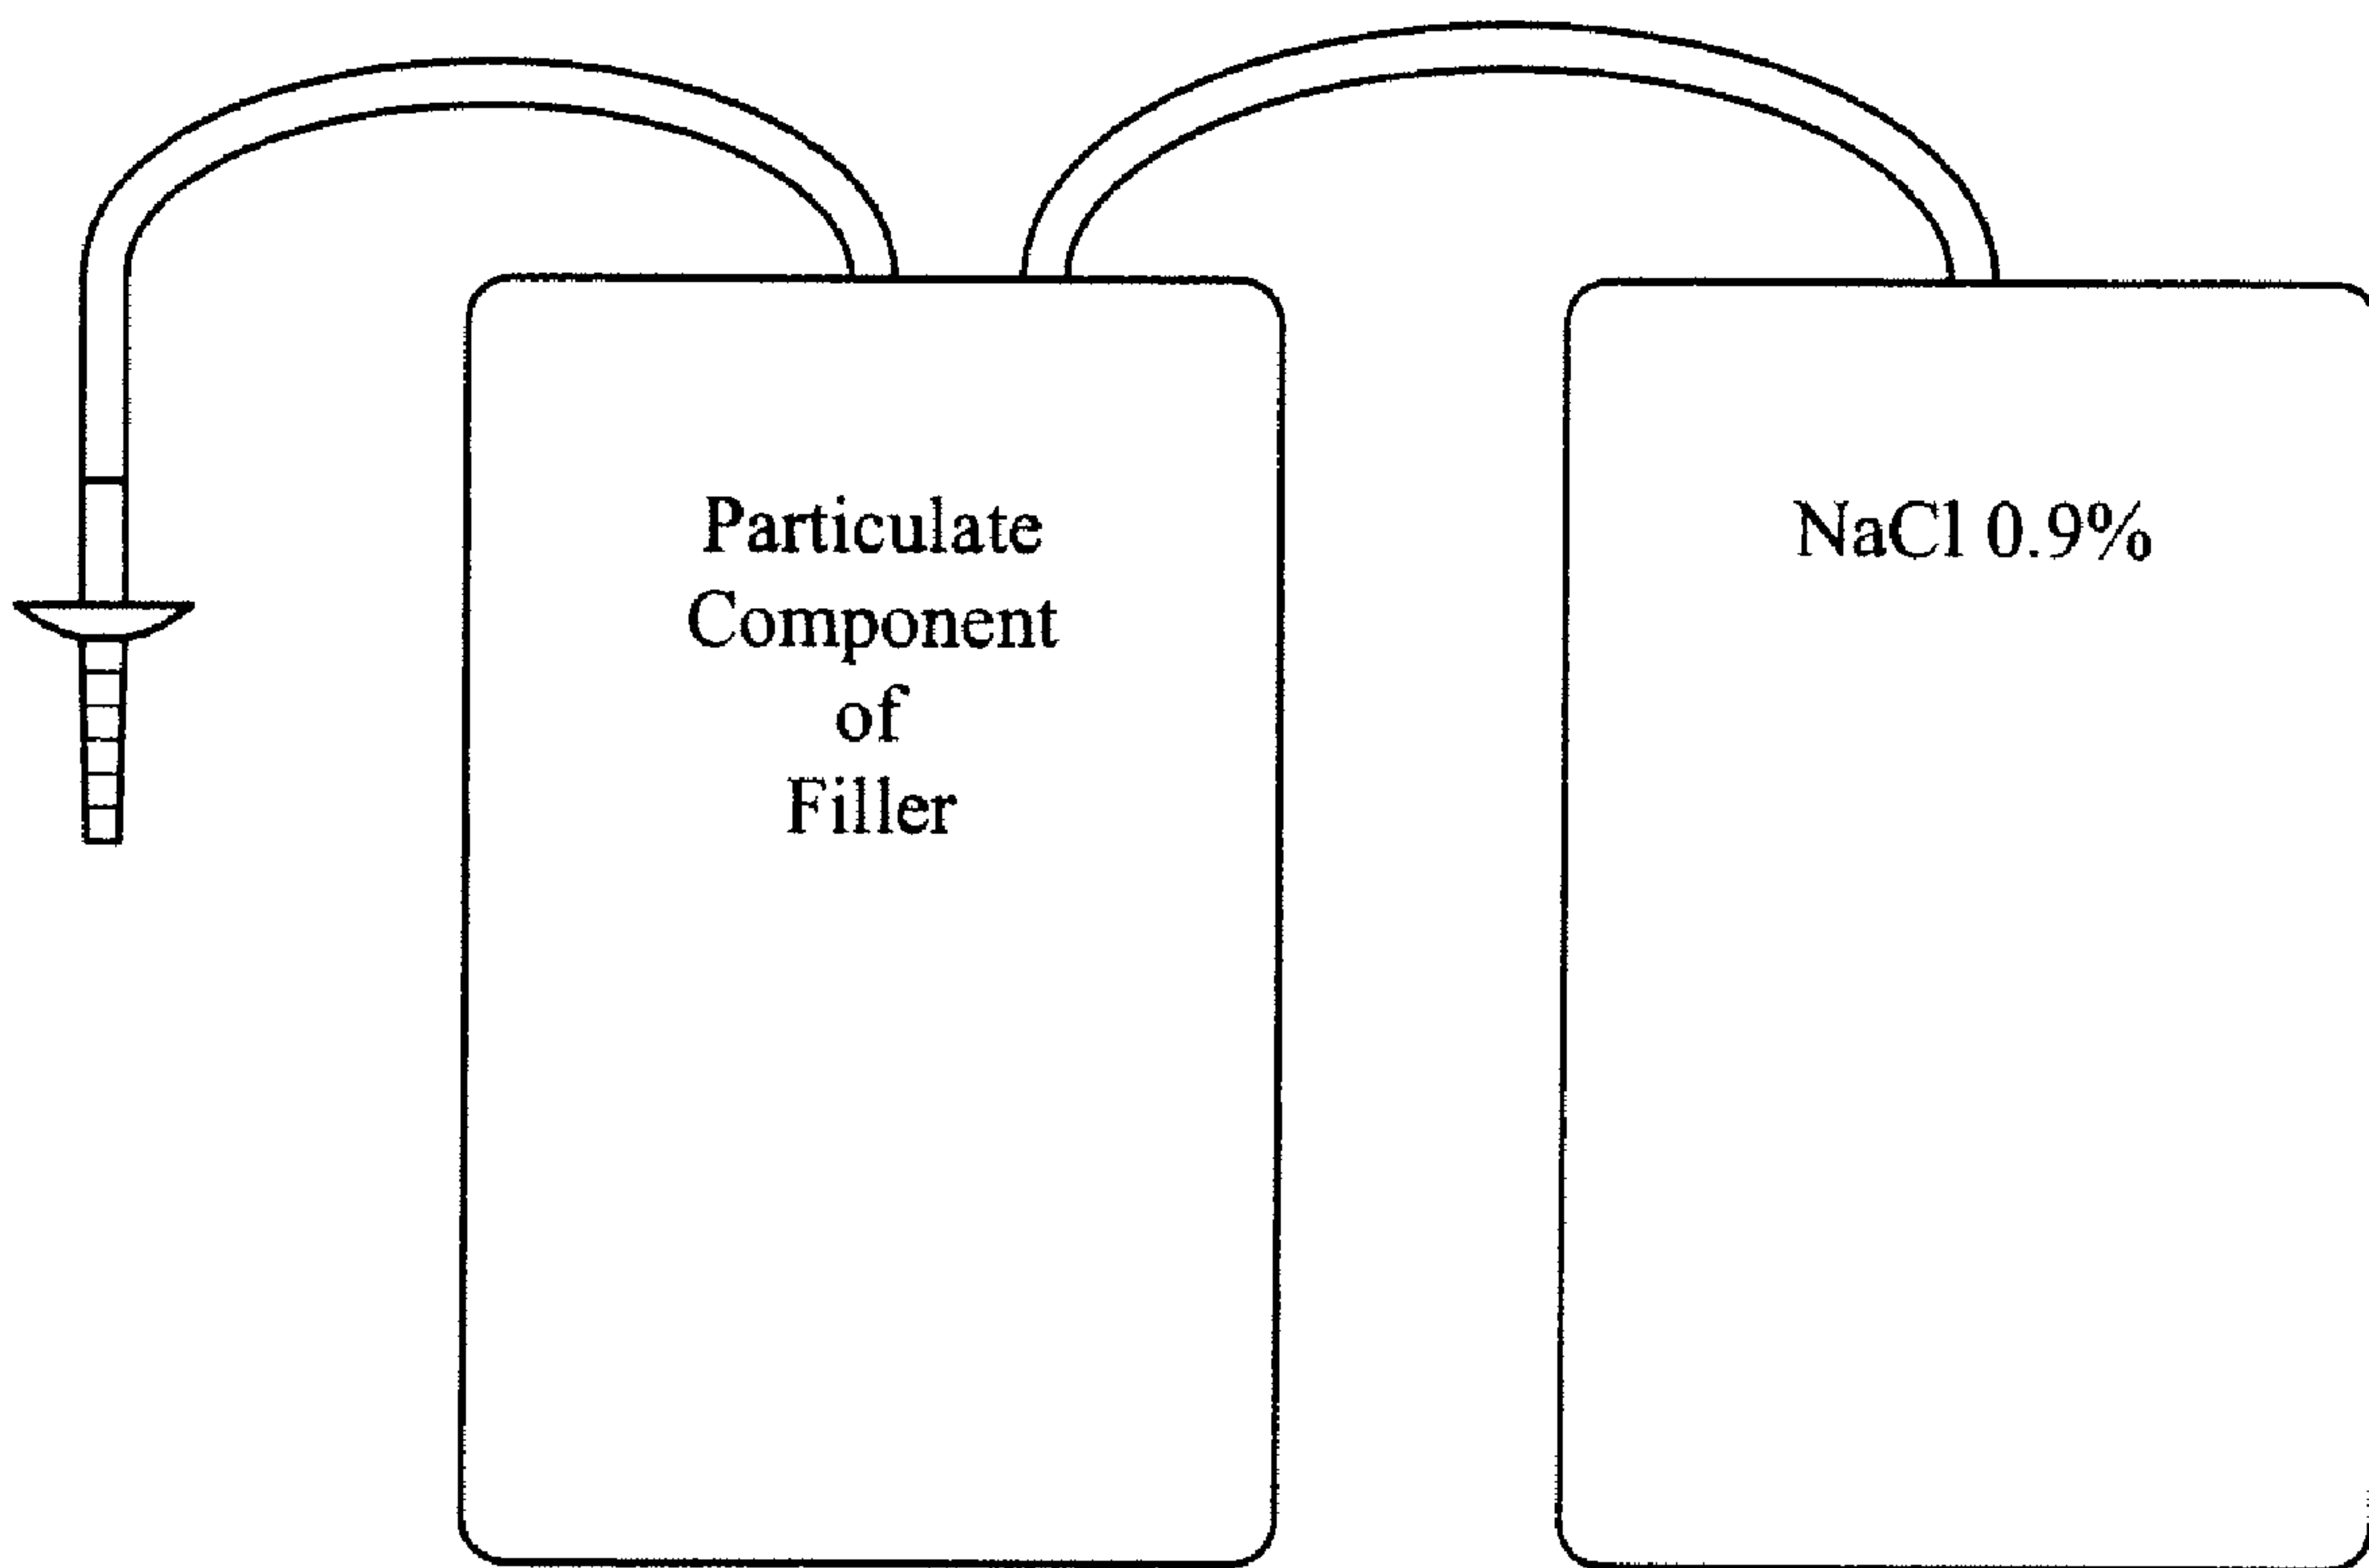 Particulate
Component
of
Filler
NaCl 0.9%